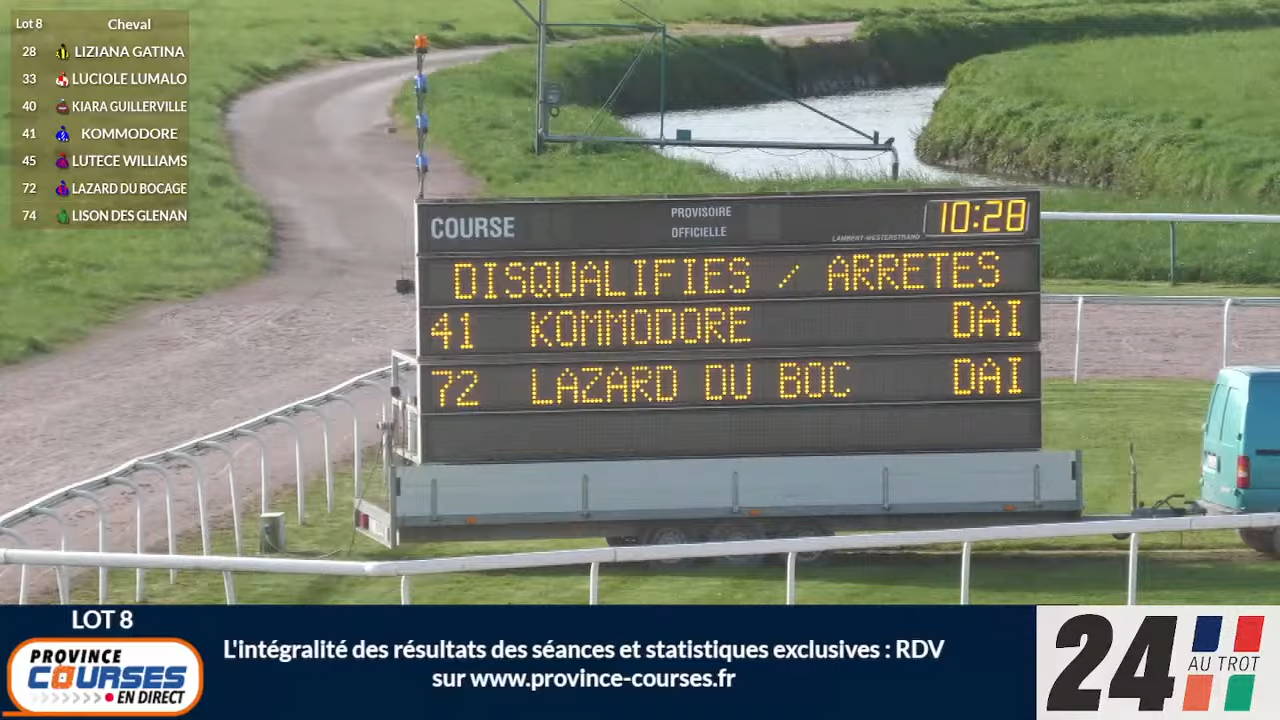 Lot 8 Cheval
28 LIZIANA GATINA
33 LUCIOLE LUMALO
40 KIARA GUILLERVILLE
41 KOMMODORE
45 LUTECE WILLIAMS
72 LAZARD DU BOCAGE
74 LISON DES GLENAN
COURSE PROVISOIRE 10:28
OFFICIELLE
LAMBERT-WESTERSTRAND
DISQUALIFIES / ARRETES
41 KOMMODORE DAI
72 LAZARD DU BOC DAI
LOT 8
PROVINCE
COURSES
EN DIRECT
L'intégralité des résultats des séances et statistiques exclusives : RDV
sur www.province-courses.fr
24 AU TROT